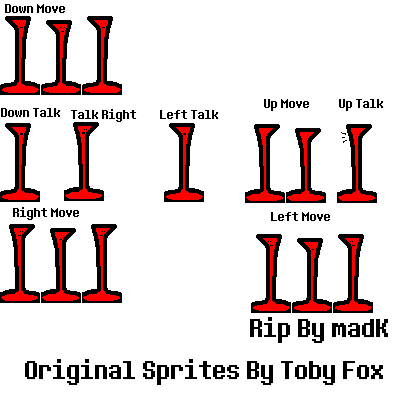 Down Move
Down Talk
Talk Right
Left Talk
Up Move
Up Talk
Right Move
Left Move
Rip By madK
Original Sprites By Toby Fox